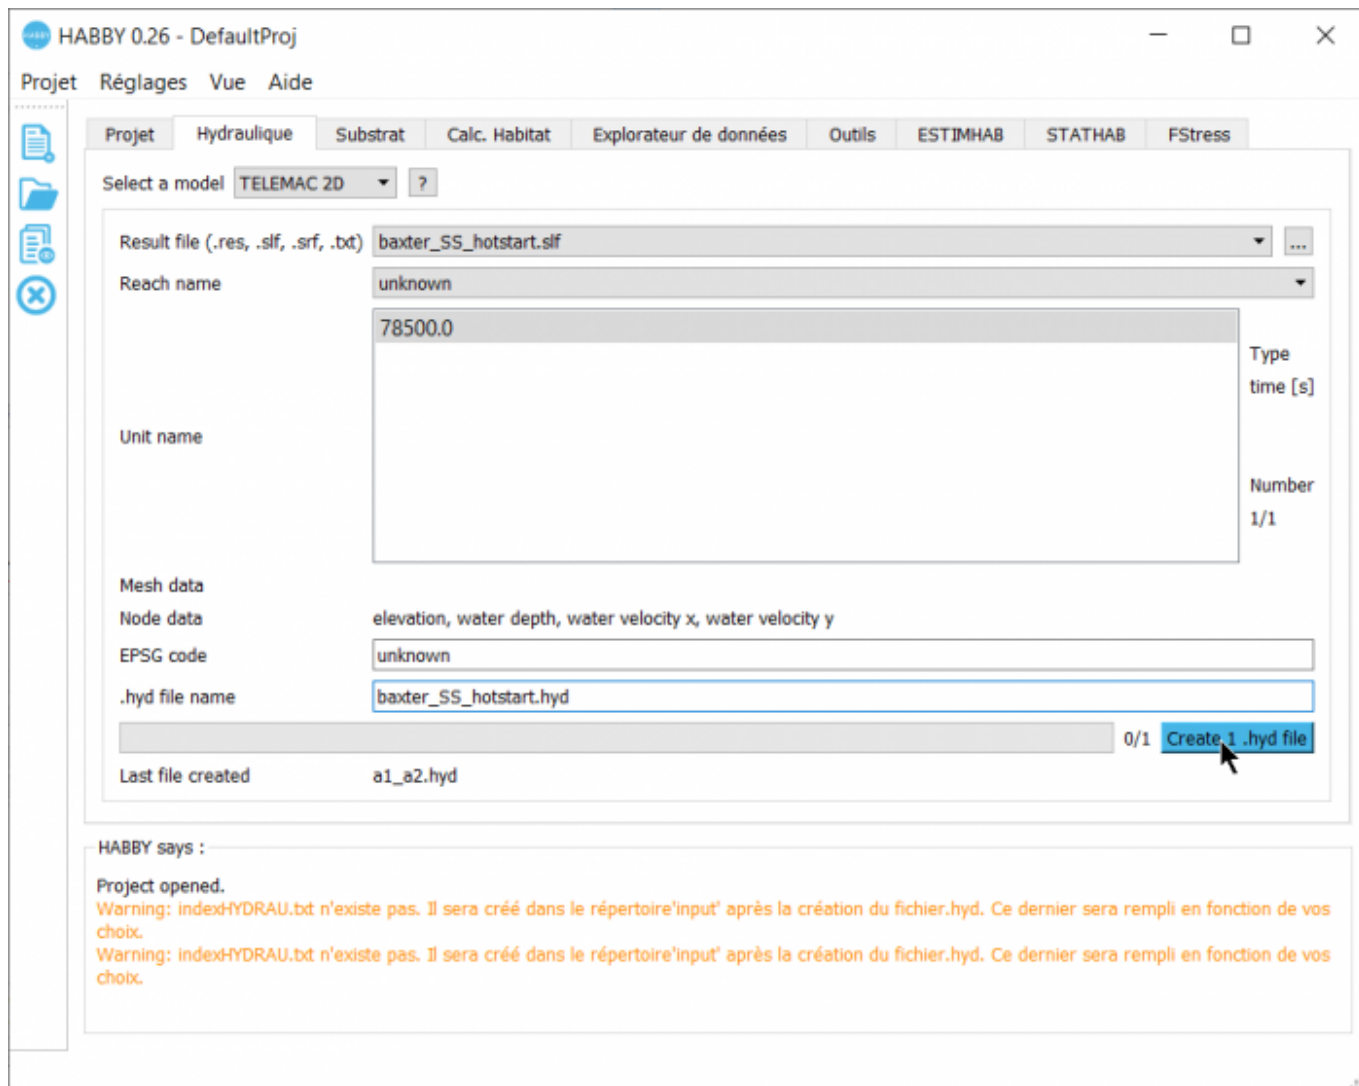 HABBY 0.26 - DefaultProj
Projet Réglages Vue Aide
Projet Hydraulique Substrat Calc. Habitat Explorateur de données Outils ESTIMHAB STATHAB FStress
Select a model TELEMAC 2D ?
Result file (.res, .slf, .srf, .txt) baxter_SS_hotstart.slf ...
Reach name unknown
78500.0
Type
time [s]
Unit name
Number
1/1
Mesh data
Node data elevation, water depth, water velocity x, water velocity y
EPSG code unknown
.hyd file name baxter_SS_hotstart.hyd
0/1 Create 1 .hyd file
Last file created a1_a2.hyd
HABBY says :
Project opened.
Warning: indexHYDRAU.txt n'existe pas. Il sera créé dans le répertoire'input' après la création du fichier.hyd. Ce dernier sera rempli en fonction de vos
choix.
Warning: indexHYDRAU.txt n'existe pas. Il sera créé dans le répertoire'input' après la création du fichier.hyd. Ce dernier sera rempli en fonction de vos
choix.